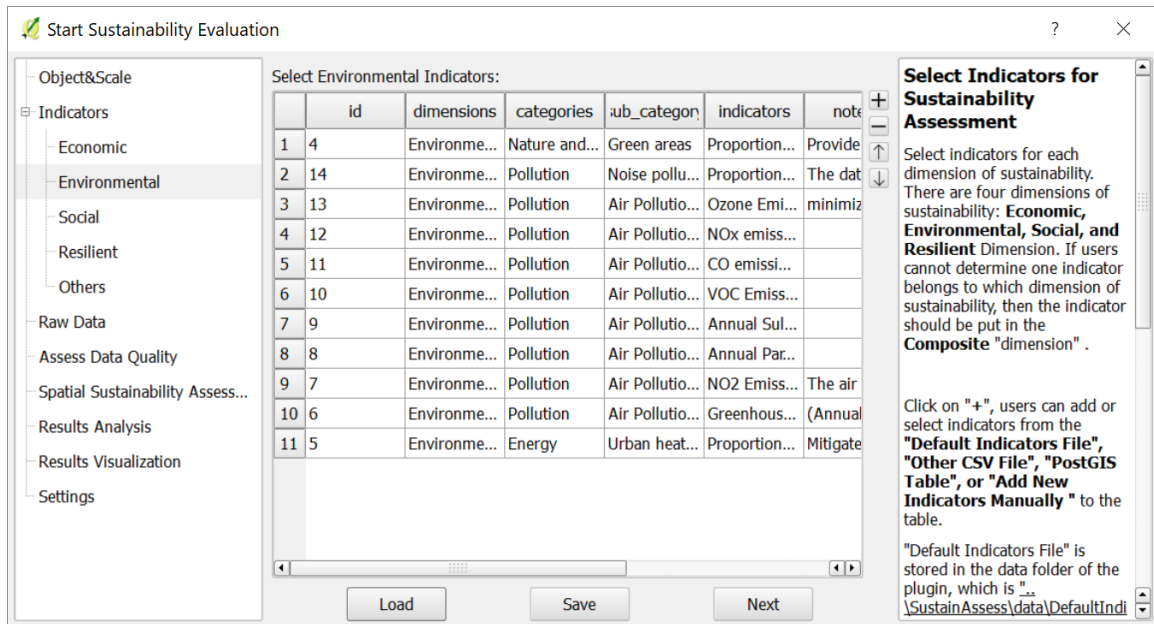 Start Sustainability Evaluation
?
Object&Scale
Indicators
Economic
Environmental
Social
Resilient
Others
Raw Data
Assess Data Quality
Spatial Sustainability Assess...
Results Analysis
Results Visualization
Settings
Select Environmental Indicators:
id dimensions categories ub_categor indicators note
1 4 Environme... Nature and... Green areas Proportion... Provide
2 14 Environme... Pollution Noise pollu... Proportion... The dat
3 13 Environme... Pollution Air Pollutio... Ozone Emi... minimiz
4 12 Environme... Pollution Air Pollutio... NOx emiss...
5 11 Environme... Pollution Air Pollutio... CO emissi...
6 10 Environme... Pollution Air Pollutio... VOC Emiss...
7 9 Environme... Pollution Air Pollutio... Annual Sul...
8 8 Environme... Pollution Air Pollutio... Annual Par...
9 7 Environme... Pollution Air Pollutio... NO2 Emiss... The air
10 6 Environme... Pollution Air Pollutio... Greenhous... (Annual
11 5 Environme... Energy Urban heat... Proportion... Mitigate
Load Save Next
Select Indicators for
Sustainability
Assessment
Select indicators for each
dimension of sustainability.
There are four dimensions of
sustainability: Economic,
Environmental, Social, and
Resilient Dimension. If users
cannot determine one indicator
belongs to which dimension of
sustainability, then the indicator
should be put in the
Composite "dimension" .
Click on "+", users can add or
select indicators from the
"Default Indicators File",
"Other CSV File", "PostGIS
Table", or "Add New
Indicators Manually " to the
table.
"Default Indicators File" is
stored in the data folder of the
plugin, which is "..
\SustainAssess\data\DefaultIndi